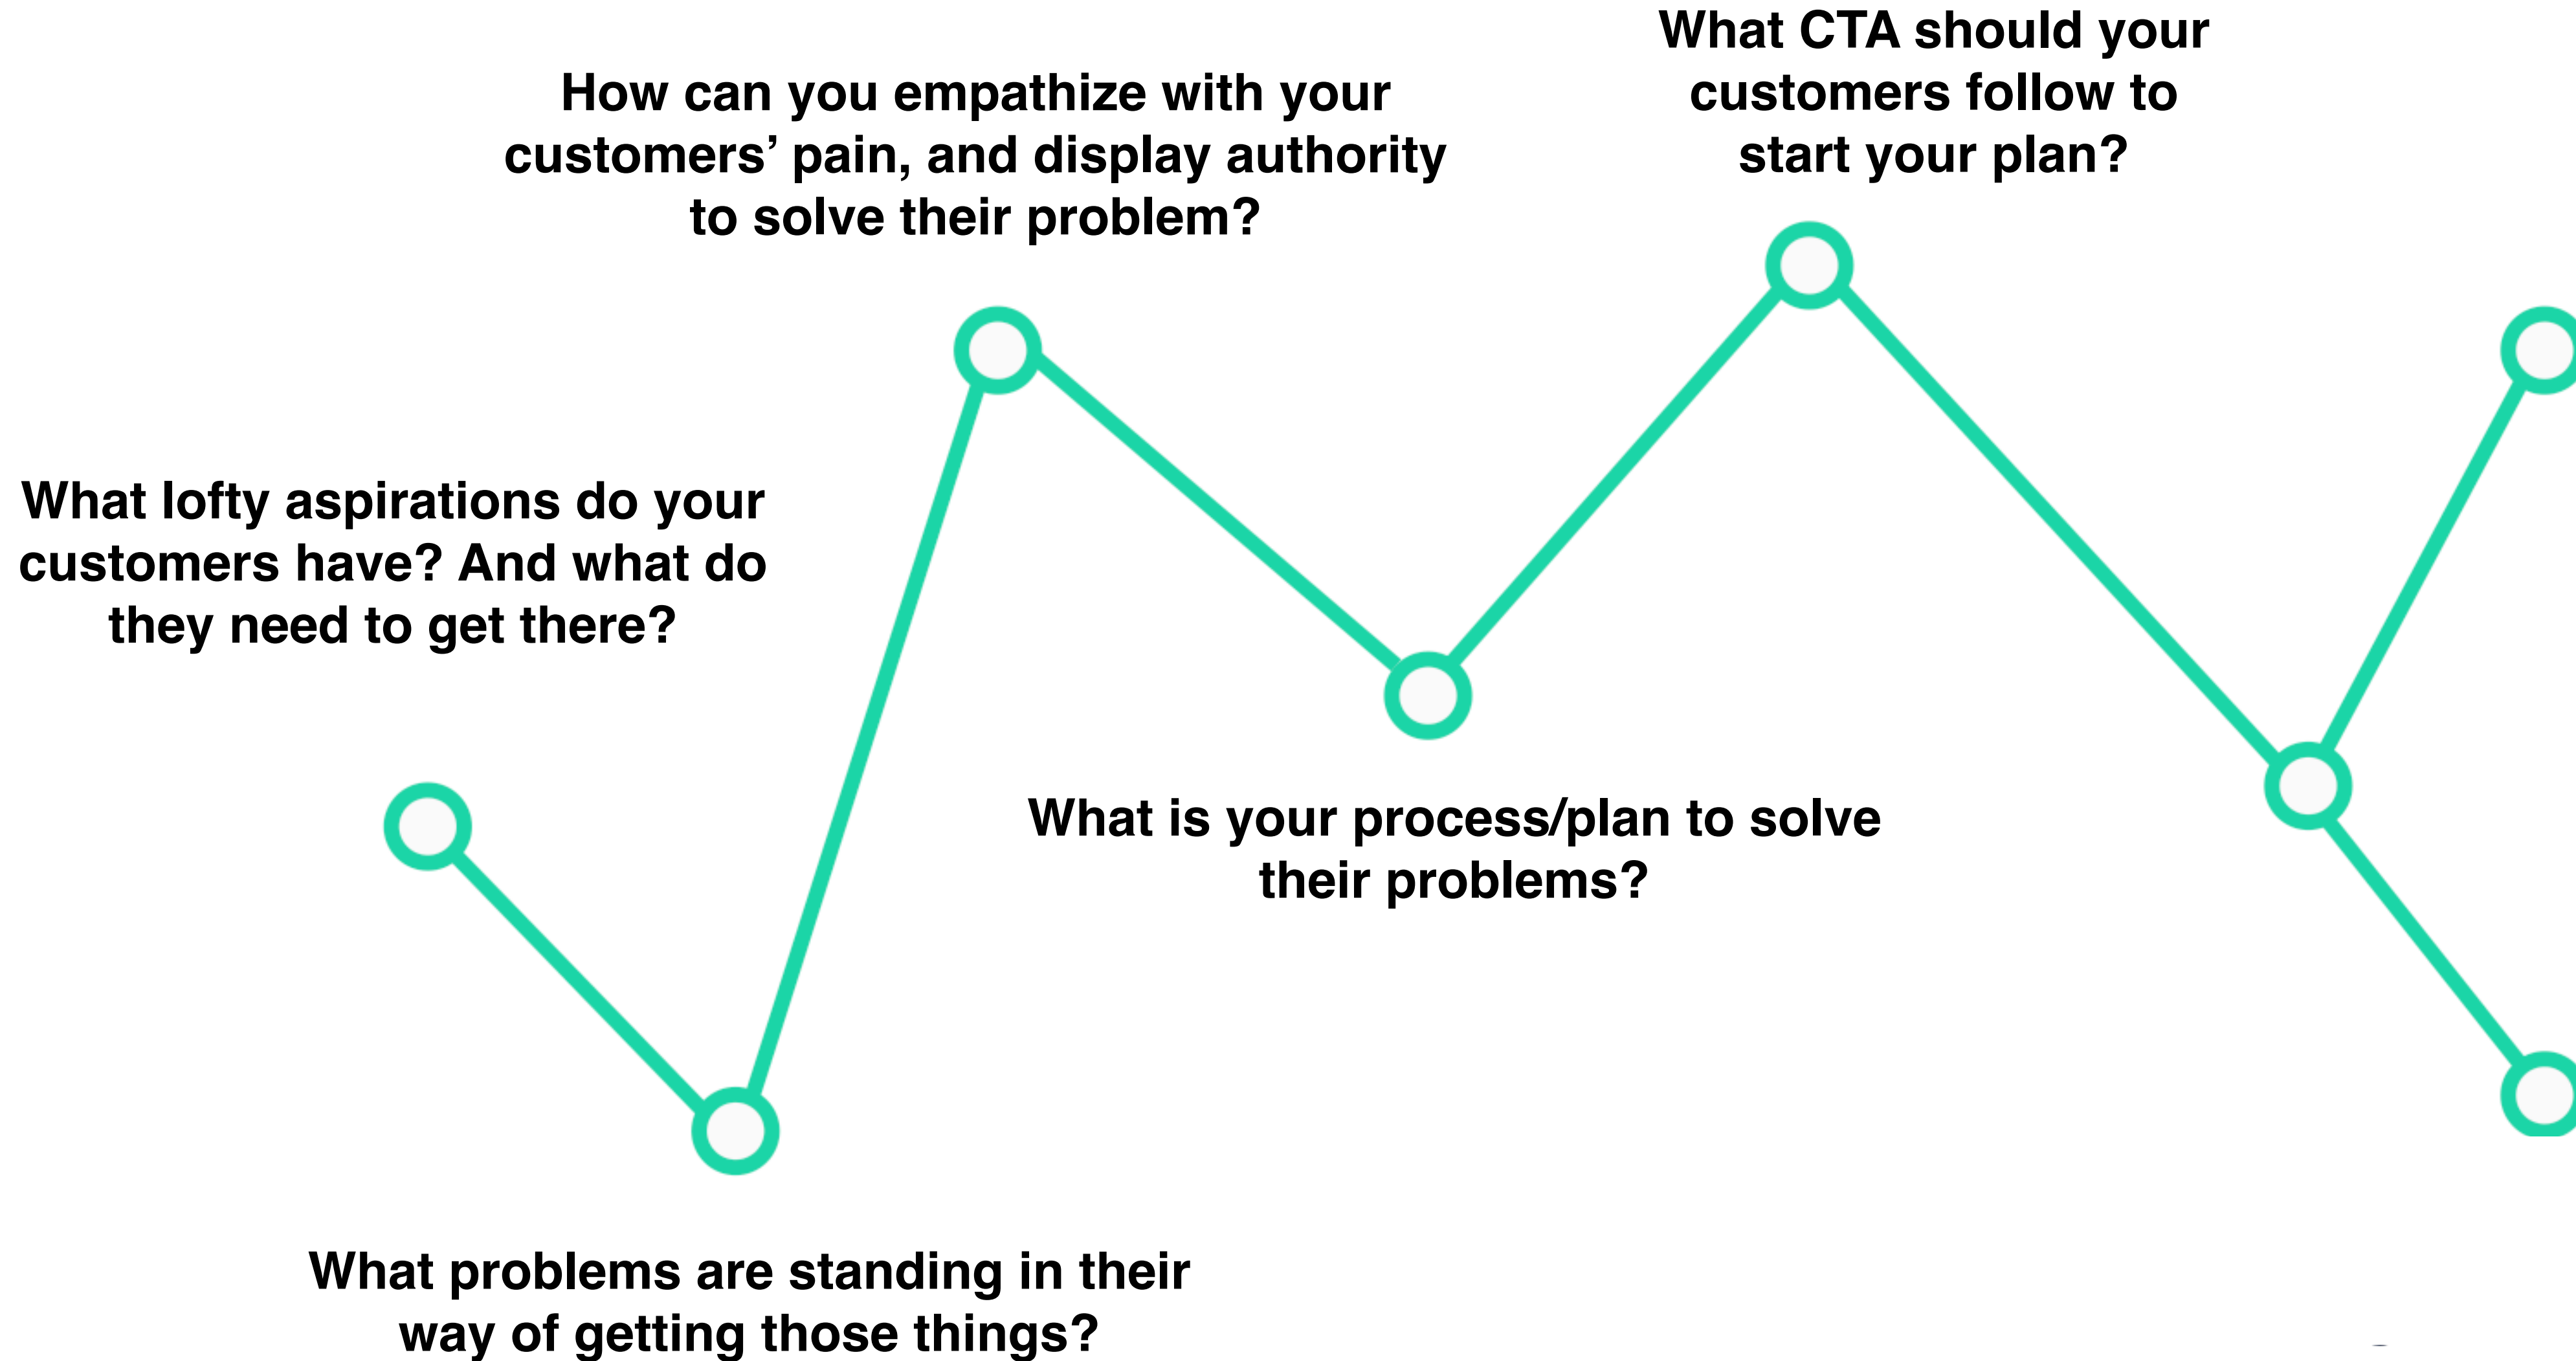 What CTA should your
customers follow to
start your plan?
How can you empathize with your
customers’ pain, and display authority
to solve their problem?
What lofty aspirations do your
customers have? And what do
they need to get there?
What is your process/plan to solve
their problems?
What problems are standing in their
way of getting those things?